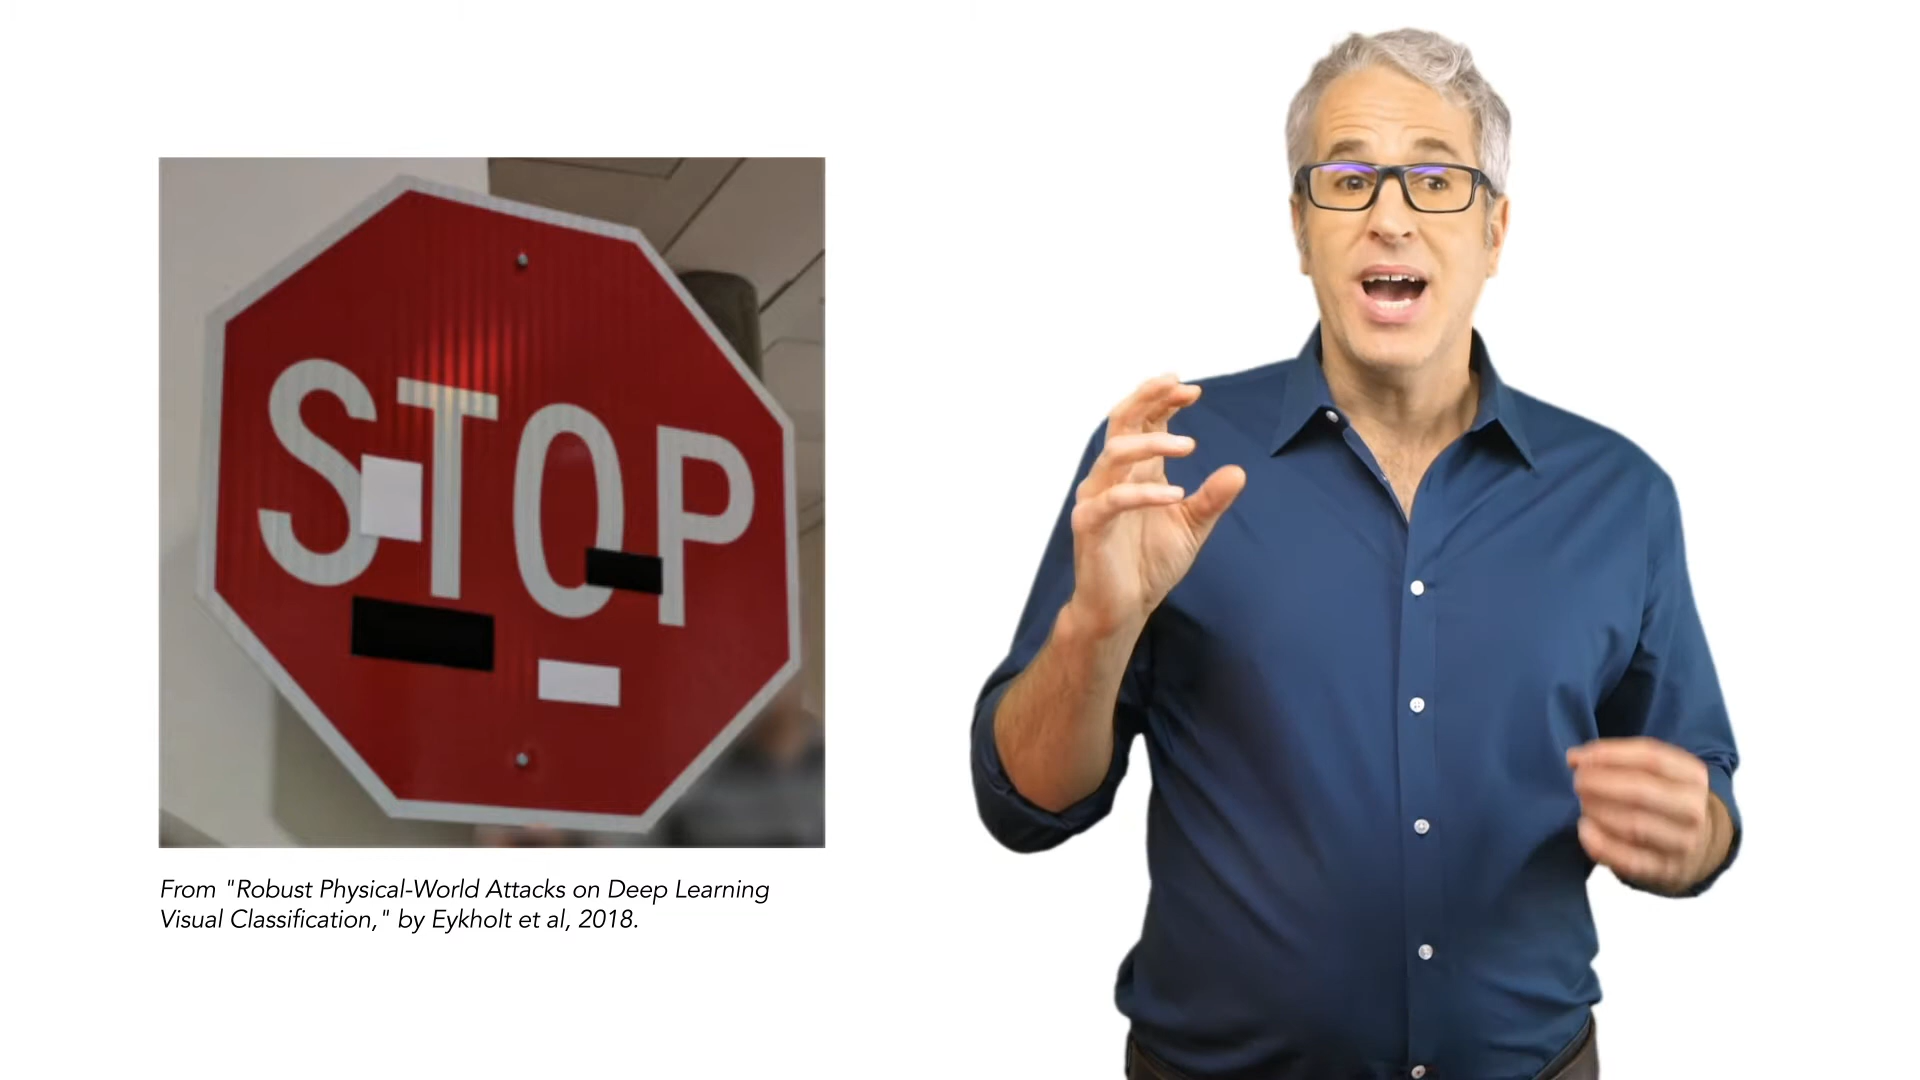 STOP
From "Robust Physical-World Attacks on Deep Learning
Visual Classification," by Eykholt et al, 2018.